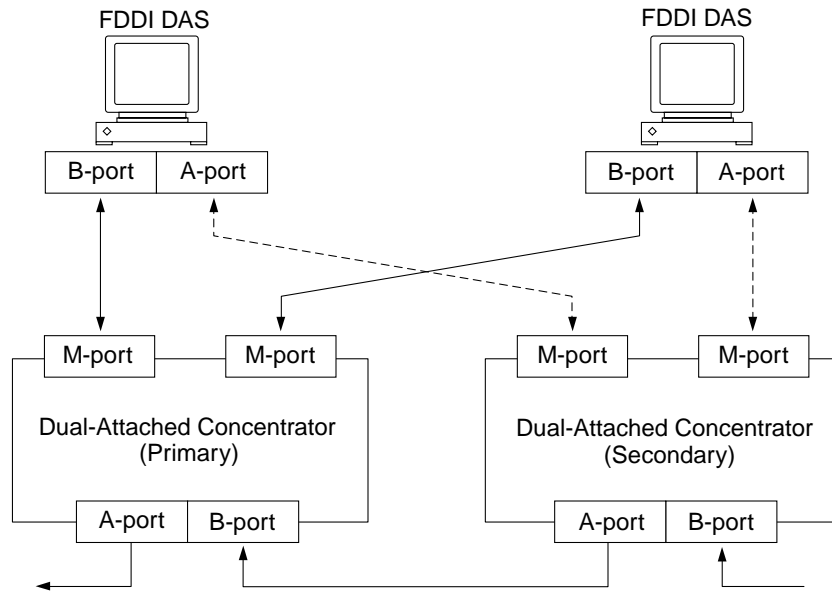 FDDI DAS
FDDI DAS
B-port
A-port
B-port
A-port
M-port
M-port
M-port
M-port
Dual-Attached Concentrator
(Primary)
Dual-Attached Concentrator
(Secondary)
A-port
B-port
A-port
B-port